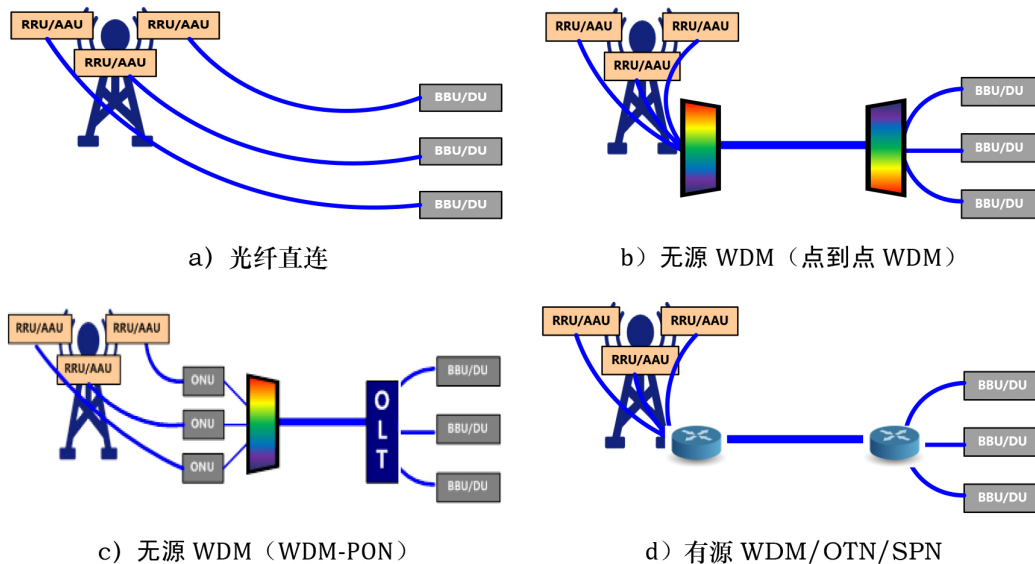 RRU/AAU
RRU/AAU
RRU/AAU
BBU/DU
BBU/DU
BBU/DU
a) 光纤直连
RRU/AAU
RRU/AAU
RRU/AAU
BBU/DU
BBU/DU
BBU/DU
b）无源 WDM（点到点 WDM）
RRU/AAU
RRU/AAU
RRU/AAU
ONU
ONU
ONU
OLT
BBU/DU
BBU/DU
BBU/DU
c) 无源 WDM（WDM-PON）
RRU/AAU
RRU/AAU
RRU/AAU
BBU/DU
BBU/DU
BBU/DU
d）有源 WDM/OTN/SPN